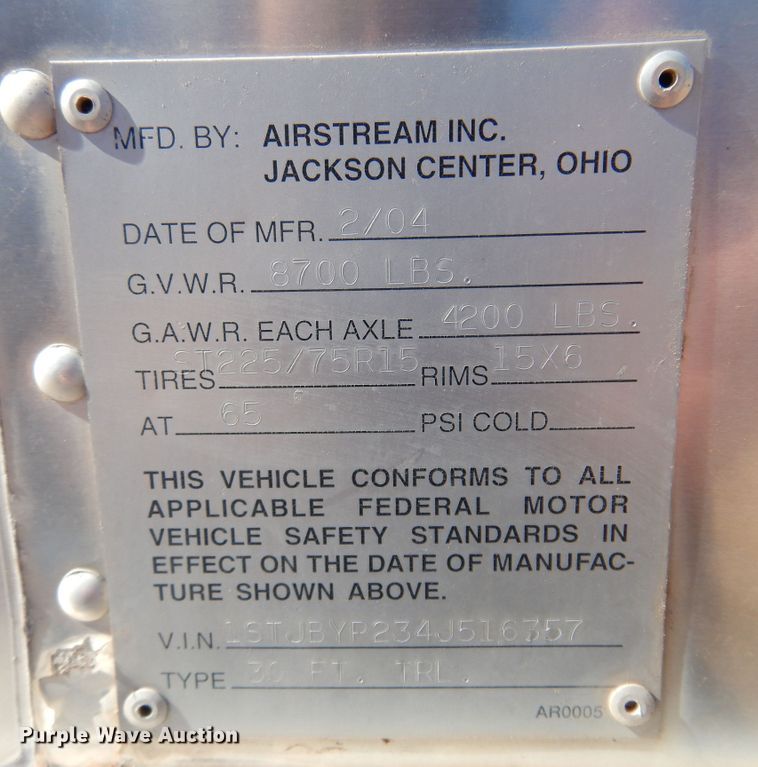 MFD. BY: AIRSTREAM INC.
JACKSON CENTER, OHIO
DATE OF MFR. 2/04
G.V.W.R. 8700 LBS.
G.A.W.R. EACH AXLE 4200 LBS.
TIRES ST225/75R15 RIMS 15X6
AT 65 PSI COLD
THIS VEHICLE CONFORMS TO ALL
APPLICABLE FEDERAL MOTOR
VEHICLE SAFETY STANDARDS IN
EFFECT ON THE DATE OF MANUFAC-
TURE SHOWN ABOVE.
V.I.N. 1STJBYP234J516357
TYPE 30 FT. TRL.
AR0005
Purple Wave Auction